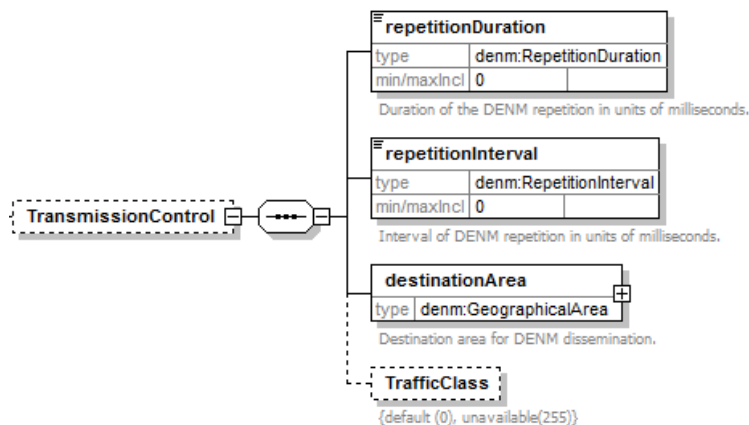 repetitionDuration
type denm:RepetitionDuration
min/maxIncl 0
Duration of the DENM repetition in units of milliseconds.
repetitionInterval
type denm:RepetitionInterval
min/maxIncl 0
Interval of DENM repetition in units of milliseconds.
TransmissionControl
destinationArea
type denm:GeographicalArea
Destination area for DENM dissemination.
TrafficClass
{default (0), unavailable(255)}